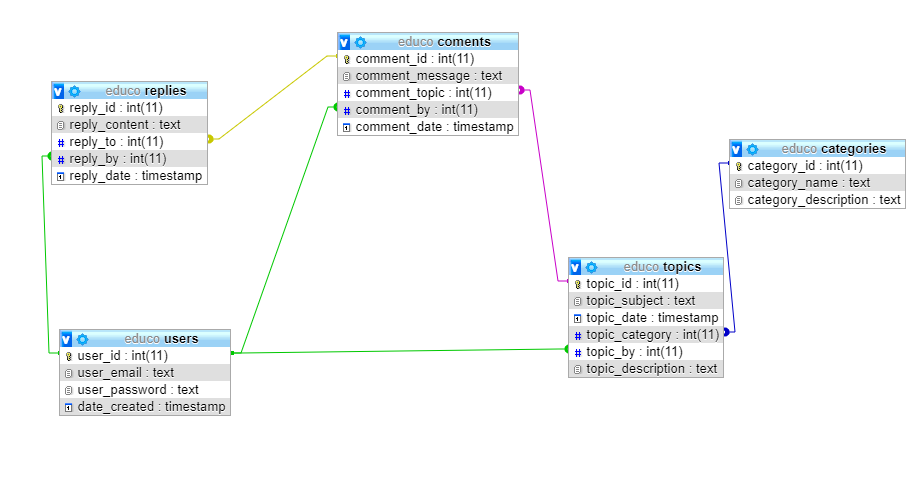 educo coments
comment_id : int(11)
comment_message : text
comment_topic : int(11)
comment_by : int(11)
comment_date : timestamp
educo replies
reply_id : int(11)
reply_content : text
reply_to : int(11)
reply_by : int(11)
reply_date : timestamp
educo categories
category_id : int(11)
category_name : text
category_description : text
educo topics
topic_id : int(11)
topic_subject : text
topic_date : timestamp
topic_category : int(11)
topic_by : int(11)
topic_description : text
educo users
user_id : int(11)
user_email : text
user_password : text
date_created : timestamp